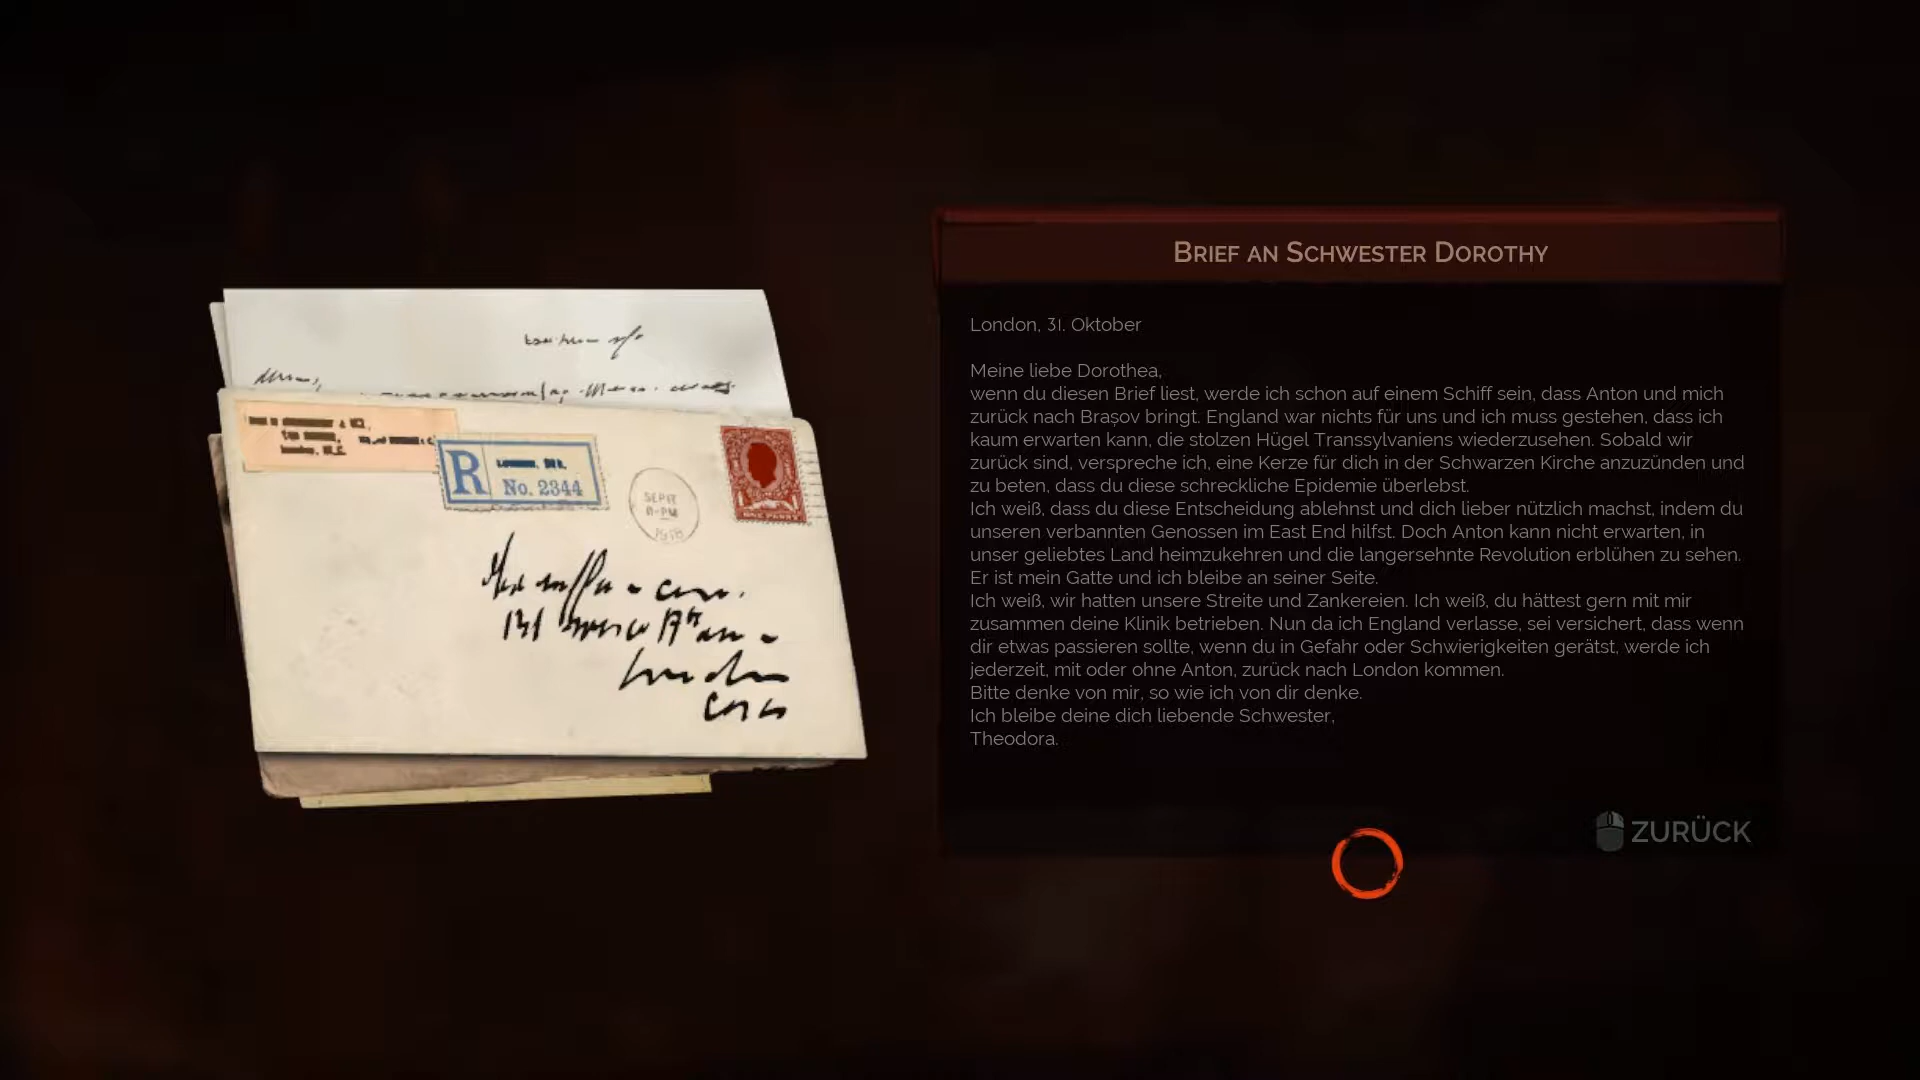 BRIEF AN SCHWESTER DOROTHY
London, 31. Oktober
Meine liebe Dorothea,
wenn du diesen Brief liest, werde ich schon auf einem Schiff sein, dass Anton und mich
zurück nach Brașov bringt. England war nichts für uns und ich muss gestehen, dass ich
kaum erwarten kann, die stolzen Hügel Transsylvaniens wiederzusehen. Sobald wir
zurück sind, verspreche ich, eine Kerze für dich in der Schwarzen Kirche anzuzünden und
zu beten, dass du diese schreckliche Epidemie überlebst.
Ich weiß, dass du diese Entscheidung ablehnst und dich lieber nützlich machst, indem du
unseren verbannten Genossen im East End hilfst. Doch Anton kann nicht erwarten, in
unser geliebtes Land heimzukehren und die langersehnte Revolution erblühen zu sehen.
Er ist mein Gatte und ich bleibe an seiner Seite.
Ich weiß, wir hatten unsere Streite und Zankereien. Ich weiß, du hättest gern mit mir
zusammen deine Klinik betrieben. Nun da ich England verlasse, sei versichert, dass wenn
dir etwas passieren sollte, wenn du in Gefahr oder Schwierigkeiten gerätst, werde ich
jederzeit, mit oder ohne Anton, zurück nach London kommen.
Bitte denke von mir, so wie ich von dir denke.
Ich bleibe deine dich liebende Schwester,
Theodora.
ZURÜCK
R
No. 2344
ONE PENNY